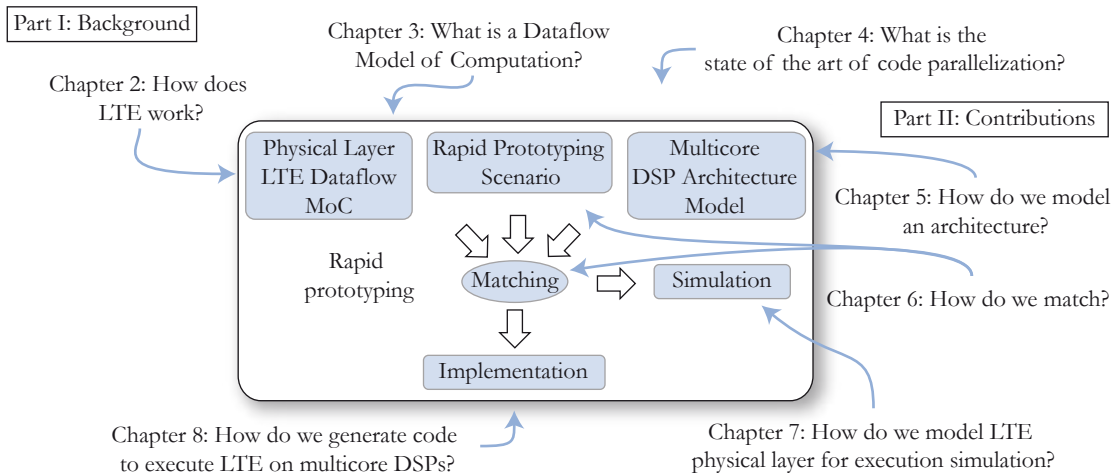 Part I: Background
Chapter 3: What is a Dataflow
Model of Computation?
Chapter 4: What is the
state of the art of code parallelization?
Chapter 2: How does
LTE work?
Part II: Contributions
Physical Layer
LTE Dataflow
MoC
Rapid Prototyping
Scenario
Multicore
DSP Architecture
Model
Chapter 5: How do we model
an architecture?
Rapid
prototyping
Matching
Simulation
Chapter 6: How do we match?
Implementation
Chapter 8: How do we generate code
to execute LTE on multicore DSPs?
Chapter 7: How do we model LTE
physical layer for execution simulation?